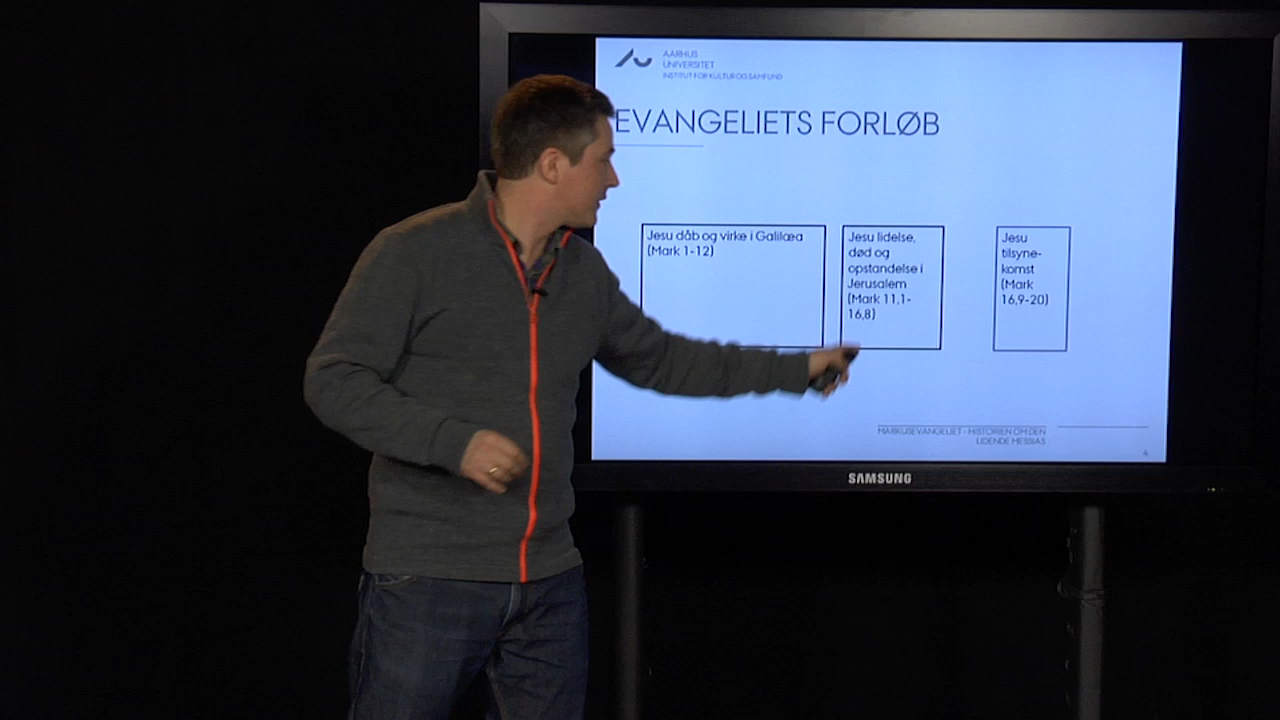 AARHUS
UNIVERSITET
INSTITUT FOR KULTUR OG SAMFUND
EVANGELIETS FORLØB
Jesu dåb og virke i Galilæa
(Mark 1-12)
Jesu lidelse,
død og
opstandelse i
Jerusalem
(Mark 11,1-
16,8)
Jesu
tilsyne-
komst
(Mark
16,9-20)
MARKUSEVANGELIET - HISTORIEN OM DEN
LIDENDE MESSIAS
4
SAMSUNG